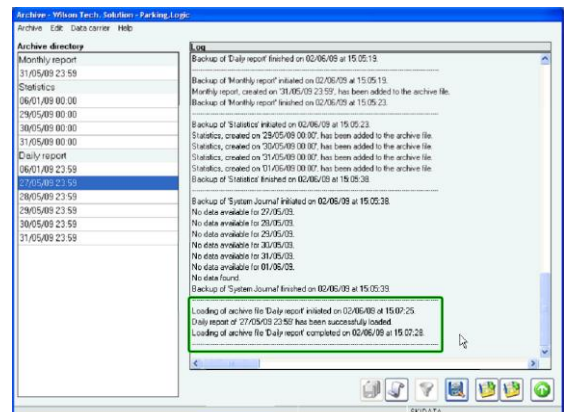 Archive - Wilson Tech. Solution - Parking.Logic
Archive Edit Data carrier Help
Archive directory
Monthly report
31/05/09 23:59
Statistics
06/01/09 00:00
29/05/09 00:00
30/05/09 00:00
31/05/09 00:00
Daily report
06/01/09 23:59
27/05/09 23:59
28/05/09 23:59
29/05/09 23:59
30/05/09 23:59
31/05/09 23:59
Log
Backup of 'Daily report' finished on 02/06/09 at 15:05:19.
Backup of 'Monthly report' initiated on 02/06/09 at 15:05:19.
Monthly report, created on '31/05/09 23:59', has been added to the archive file.
Backup of 'Monthly report' finished on 02/06/09 at 15:05:23.
Backup of 'Statistics' initiated on 02/06/09 at 15:05:23.
Statistics, created on '29/05/09 00:00', has been added to the archive file.
Statistics, created on '30/05/09 00:00', has been added to the archive file.
Statistics, created on '31/05/09 00:00', has been added to the archive file.
Statistics, created on '01/06/09 00:00', has been added to the archive file.
Backup of 'Statistics' finished on 02/06/09 at 15:05:38.
Backup of 'System Journal' initiated on 02/06/09 at 15:05:38.
No data available for 27/05/09.
No data available for 28/05/09.
No data available for 29/05/09.
No data available for 30/05/09.
No data available for 31/05/09.
No data available for 01/06/09.
No data found.
Backup of 'System Journal' finished on 02/06/09 at 15:05:39.
Loading of archive file 'Daily report' initiated on 02/06/09 at 15:07:25.
Daily report of '27/05/09 23:59' has been successfully loaded.
Loading of archive file 'Daily report' completed on 02/06/09 at 15:07:28.
SKIDATA